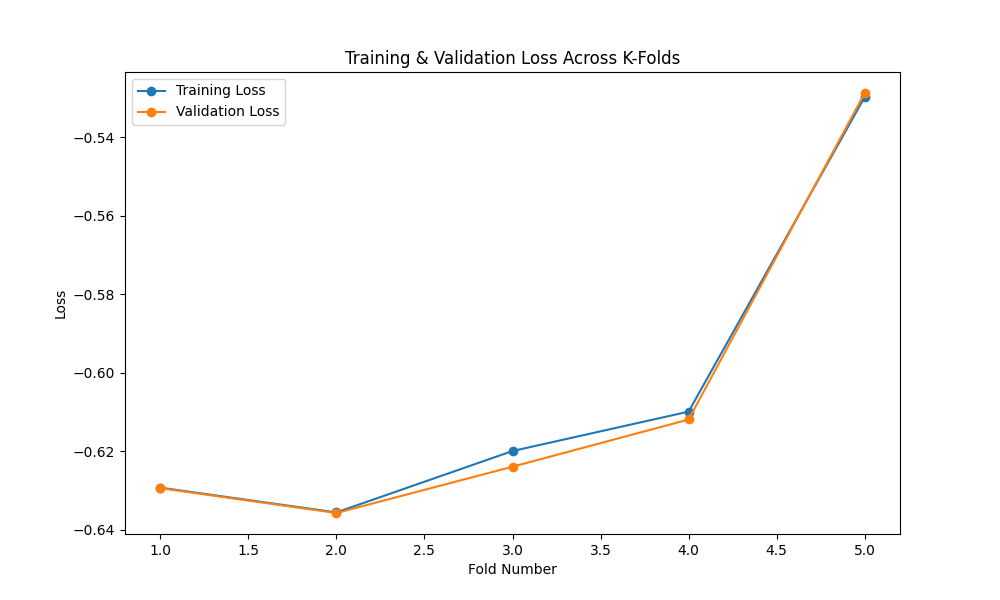 Training & Validation Loss Across K-Folds
Training Loss
Validation Loss
−0.54
−0.56
−0.58
−0.60
−0.62
−0.64
Loss
1.0 1.5 2.0 2.5 3.0 3.5 4.0 4.5 5.0
Fold Number